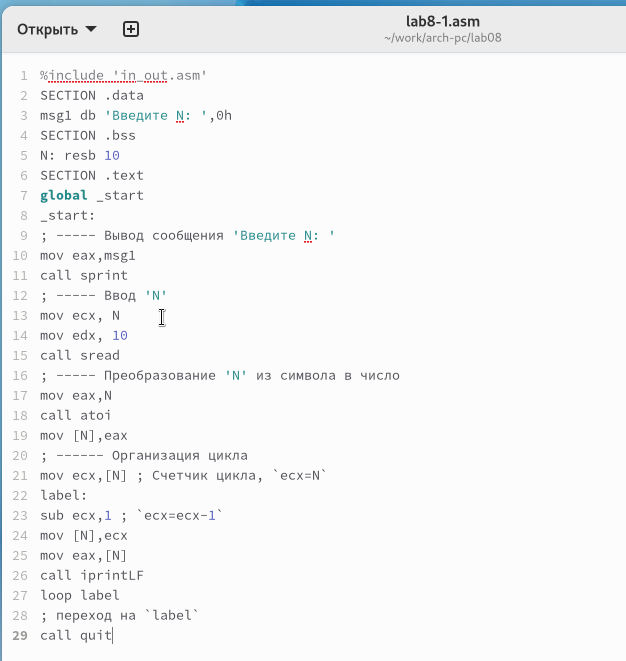 Открыть
lab8-1.asm
~/work/arch-pc/lab08
1 %include 'in_out.asm'
2 SECTION .data
3 msg1 db 'Введите N: ',0h
4 SECTION .bss
5 N: resb 10
6 SECTION .text
7 global _start
8 _start:
9 ; ----- Вывод сообщения 'Введите N: '
10 mov eax,msg1
11 call sprint
12 ; ----- Ввод 'N'
13 mov ecx, N
14 mov edx, 10
15 call sread
16 ; ----- Преобразование 'N' из символа в число
17 mov eax,N
18 call atoi
19 mov [N],eax
20 ; ------ Организация цикла
21 mov ecx,[N] ; Счетчик цикла, `ecx=N`
22 label:
23 sub ecx,1 ; `ecx=ecx-1`
24 mov [N],ecx
25 mov eax,[N]
26 call iprintLF
27 loop label
28 ; переход на `label`
29 call quit